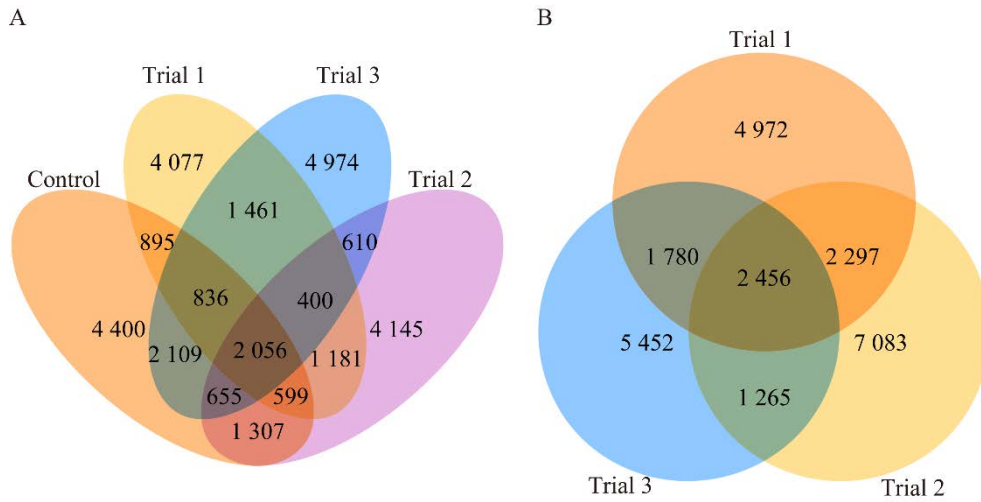 A
B
Trial 1
Trial 1
Trial 3
4 972
4 077
4 974
Control
Trial 2
1 461
895
610
1 780
2 456
2 297
836
400
4 400
4 145
5 452
7 083
2 109
2 056
1 181
655
599
1 265
1 307
Trial 3
Trial 2